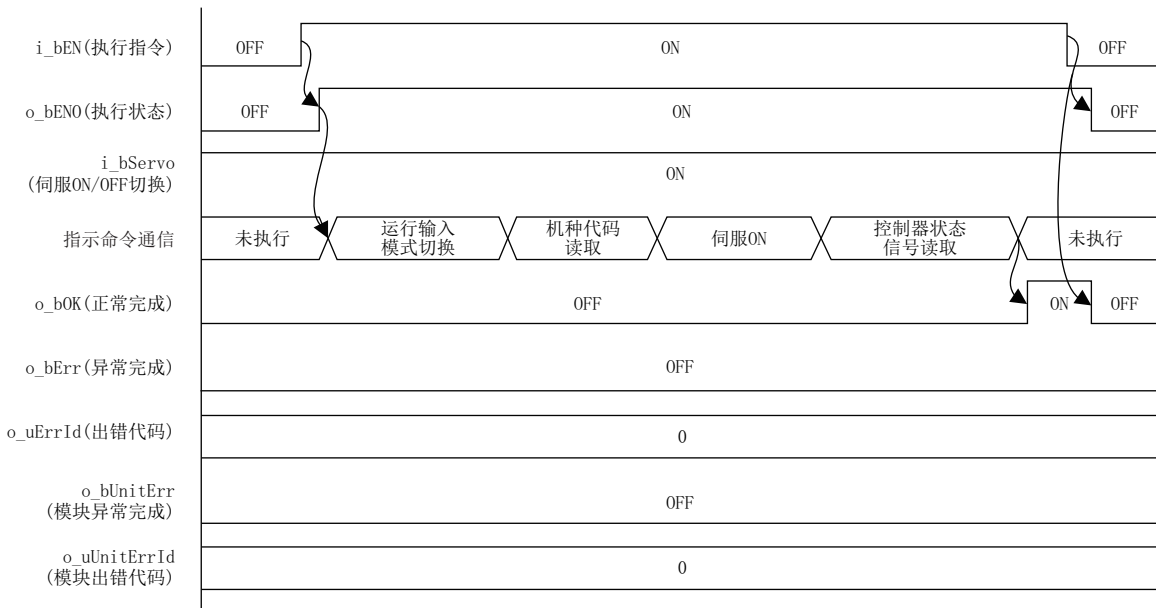 i_bEN(执行指令)
OFF
ON
OFF
o_bENO(执行状态)
OFF
ON
OFF
i_bServo
(伺服ON/OFF切换)
ON
指示命令通信
未执行
运行输入
模式切换
机种代码
读取
伺服ON
控制器状态
信号读取
未执行
o_bOK(正常完成)
OFF
ON
OFF
o_bErr(异常完成)
OFF
o_uErrId(出错代码)
0
o_bUnitErr
(模块异常完成)
OFF
o_uUnitErrId
(模块出错代码)
0